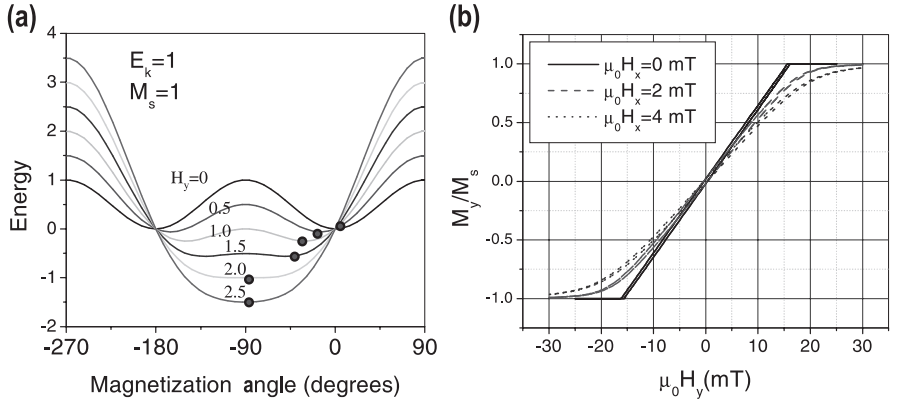 (a)
E_k=1
M_s=1
H_y=0
0.5
1.0
1.5
2.0
2.5
4
3
2
1
0
-1
-2
-270 -180 -90 0 90
Energy
Magnetization angle (degrees)
(b)
μ₀Hₓ=0 mT
μ₀Hₓ=2 mT
μ₀Hₓ=4 mT
1.0
0.5
0.0
-0.5
-1.0
-30 -20 -10 0 10 20 30
M_y/M_s
μ₀H_y(mT)